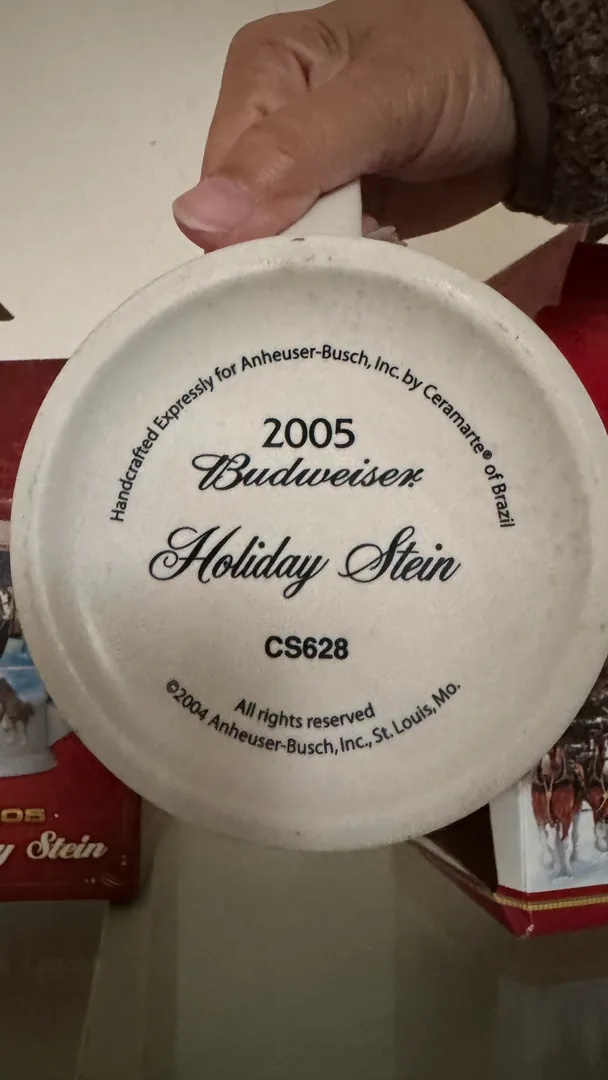 Handcrafted Expressly for Anheuser-Busch, Inc. by Ceramarte® of Brazil
2005
Budweiser
Holiday Stein
CS628
All rights reserved
©2004 Anheuser-Busch, Inc., St. Louis, Mo.
05
y Stein